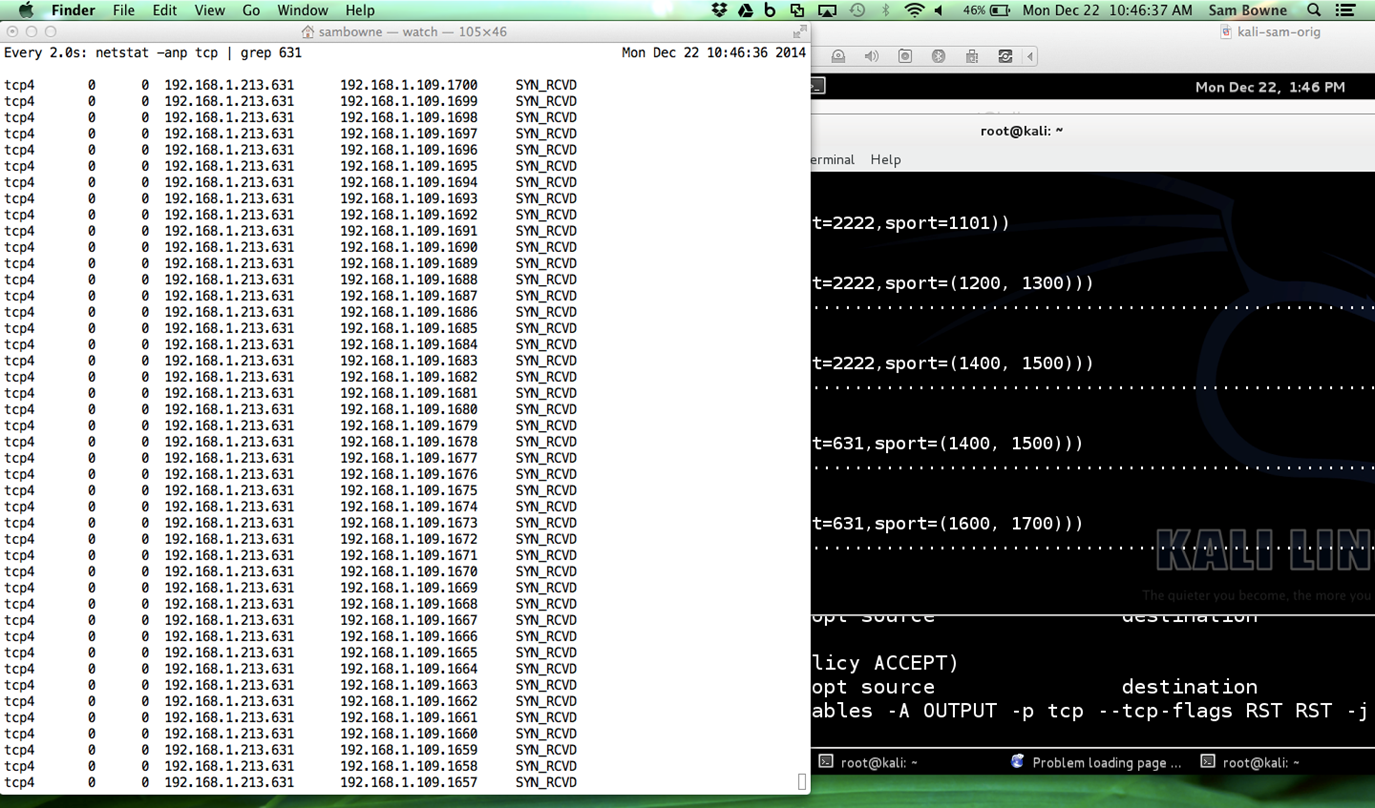 Finder File Edit View Go Window Help 46% Mon Dec 22 10:46:37 AM Sam Bowne
sambowne — watch — 105×46
Every 2.0s: netstat -anp tcp | grep 631 Mon Dec 22 10:46:36 2014
tcp4 0 0 192.168.1.213.631 192.168.1.109.1700 SYN_RCVD
tcp4 0 0 192.168.1.213.631 192.168.1.109.1699 SYN_RCVD
tcp4 0 0 192.168.1.213.631 192.168.1.109.1698 SYN_RCVD
tcp4 0 0 192.168.1.213.631 192.168.1.109.1697 SYN_RCVD
tcp4 0 0 192.168.1.213.631 192.168.1.109.1696 SYN_RCVD
tcp4 0 0 192.168.1.213.631 192.168.1.109.1695 SYN_RCVD
tcp4 0 0 192.168.1.213.631 192.168.1.109.1694 SYN_RCVD
tcp4 0 0 192.168.1.213.631 192.168.1.109.1693 SYN_RCVD
tcp4 0 0 192.168.1.213.631 192.168.1.109.1692 SYN_RCVD
tcp4 0 0 192.168.1.213.631 192.168.1.109.1691 SYN_RCVD
tcp4 0 0 192.168.1.213.631 192.168.1.109.1690 SYN_RCVD
tcp4 0 0 192.168.1.213.631 192.168.1.109.1689 SYN_RCVD
tcp4 0 0 192.168.1.213.631 192.168.1.109.1688 SYN_RCVD
tcp4 0 0 192.168.1.213.631 192.168.1.109.1687 SYN_RCVD
tcp4 0 0 192.168.1.213.631 192.168.1.109.1686 SYN_RCVD
tcp4 0 0 192.168.1.213.631 192.168.1.109.1685 SYN_RCVD
tcp4 0 0 192.168.1.213.631 192.168.1.109.1684 SYN_RCVD
tcp4 0 0 192.168.1.213.631 192.168.1.109.1683 SYN_RCVD
tcp4 0 0 192.168.1.213.631 192.168.1.109.1682 SYN_RCVD
tcp4 0 0 192.168.1.213.631 192.168.1.109.1681 SYN_RCVD
tcp4 0 0 192.168.1.213.631 192.168.1.109.1680 SYN_RCVD
tcp4 0 0 192.168.1.213.631 192.168.1.109.1679 SYN_RCVD
tcp4 0 0 192.168.1.213.631 192.168.1.109.1678 SYN_RCVD
tcp4 0 0 192.168.1.213.631 192.168.1.109.1677 SYN_RCVD
tcp4 0 0 192.168.1.213.631 192.168.1.109.1676 SYN_RCVD
tcp4 0 0 192.168.1.213.631 192.168.1.109.1675 SYN_RCVD
tcp4 0 0 192.168.1.213.631 192.168.1.109.1674 SYN_RCVD
tcp4 0 0 192.168.1.213.631 192.168.1.109.1673 SYN_RCVD
tcp4 0 0 192.168.1.213.631 192.168.1.109.1672 SYN_RCVD
tcp4 0 0 192.168.1.213.631 192.168.1.109.1671 SYN_RCVD
tcp4 0 0 192.168.1.213.631 192.168.1.109.1670 SYN_RCVD
tcp4 0 0 192.168.1.213.631 192.168.1.109.1669 SYN_RCVD
tcp4 0 0 192.168.1.213.631 192.168.1.109.1668 SYN_RCVD
tcp4 0 0 192.168.1.213.631 192.168.1.109.1667 SYN_RCVD
tcp4 0 0 192.168.1.213.631 192.168.1.109.1666 SYN_RCVD
tcp4 0 0 192.168.1.213.631 192.168.1.109.1665 SYN_RCVD
tcp4 0 0 192.168.1.213.631 192.168.1.109.1664 SYN_RCVD
tcp4 0 0 192.168.1.213.631 192.168.1.109.1663 SYN_RCVD
tcp4 0 0 192.168.1.213.631 192.168.1.109.1662 SYN_RCVD
tcp4 0 0 192.168.1.213.631 192.168.1.109.1661 SYN_RCVD
tcp4 0 0 192.168.1.213.631 192.168.1.109.1660 SYN_RCVD
tcp4 0 0 192.168.1.213.631 192.168.1.109.1659 SYN_RCVD
tcp4 0 0 192.168.1.213.631 192.168.1.109.1658 SYN_RCVD
tcp4 0 0 192.168.1.213.631 192.168.1.109.1657 SYN_RCVD
kali-sam-orig
Mon Dec 22, 1:46 PM
root@kali: ~
erminal Help
t=2222,sport=1101))
t=2222,sport=(1200, 1300)))
t=2222,sport=(1400, 1500)))
t=631,sport=(1400, 1500)))
t=631,sport=(1600, 1700)))
KALI LIN
The quieter you become, the more you
opt source destination
licy ACCEPT)
opt source destination
ables -A OUTPUT -p tcp --tcp-flags RST RST -j
root@kali: ~ Problem loading page ... root@kali: ~